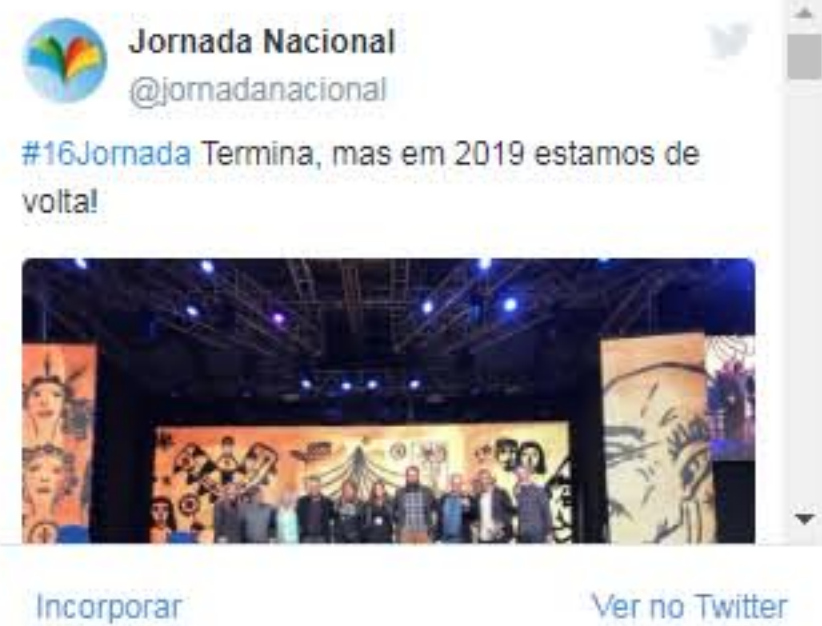 Jornada Nacional
@jornadanacional
#16Jornada Termina, mas em 2019 estamos de
volta!
Incorporar
Ver no Twitter